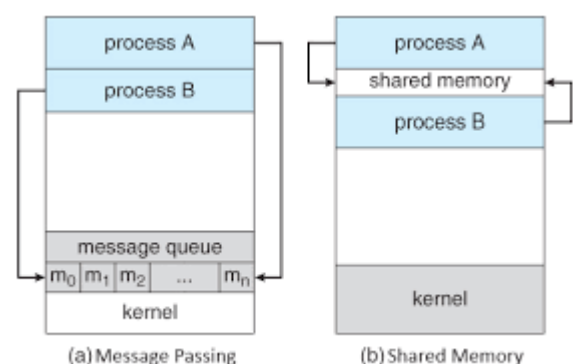 process A
process B
message queue
m0 m1 m2 ... mn
kernel
(a) Message Passing
process A
shared memory
process B
kernel
(b) Shared Memory